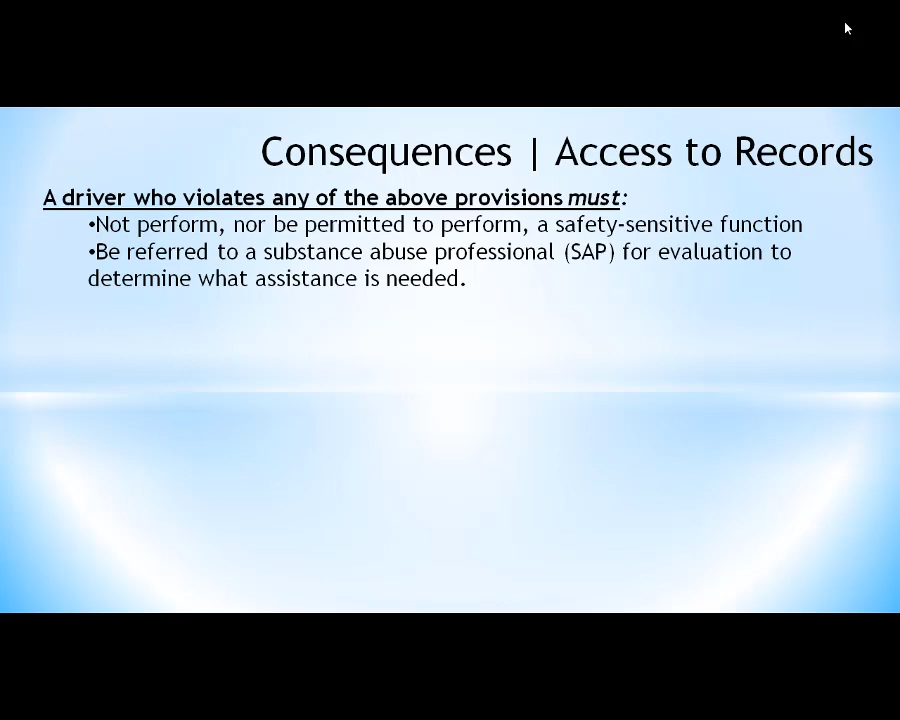 Consequences | Access to Records
A driver who violates any of the above provisions must:
•Not perform, nor be permitted to perform, a safety-sensitive function
•Be referred to a substance abuse professional (SAP) for evaluation to
determine what assistance is needed.